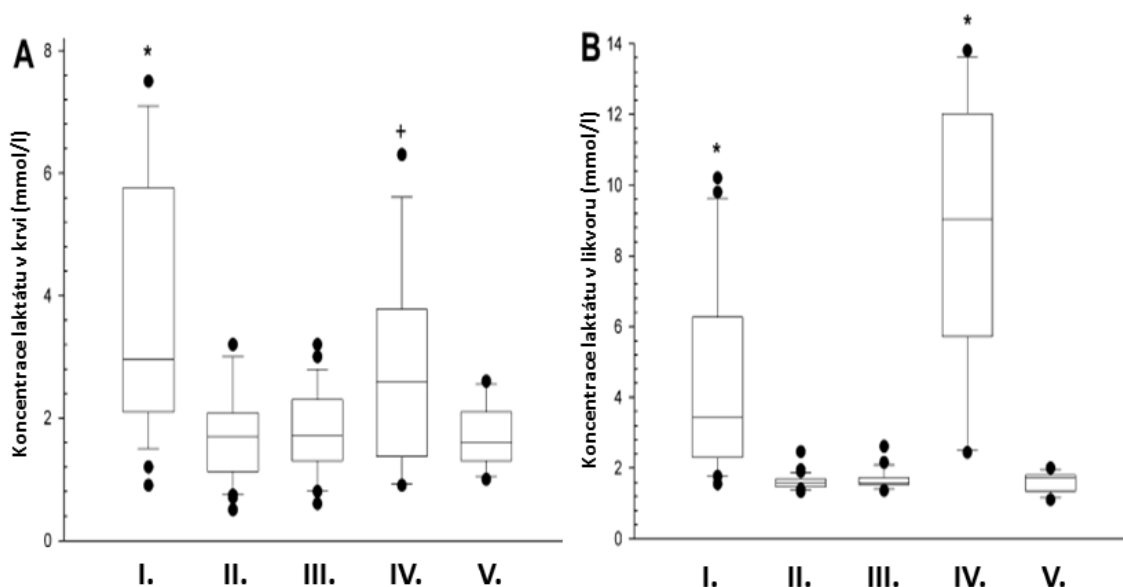 A
Koncentrace laktátu v krvi (mmol/l)
8
6
4
2
0
*
+
I. II. III. IV. V.
B
Koncentrace laktátu v likvoru (mmol/l)
14
12
10
8
6
4
2
0
*
*
I. II. III. IV. V.